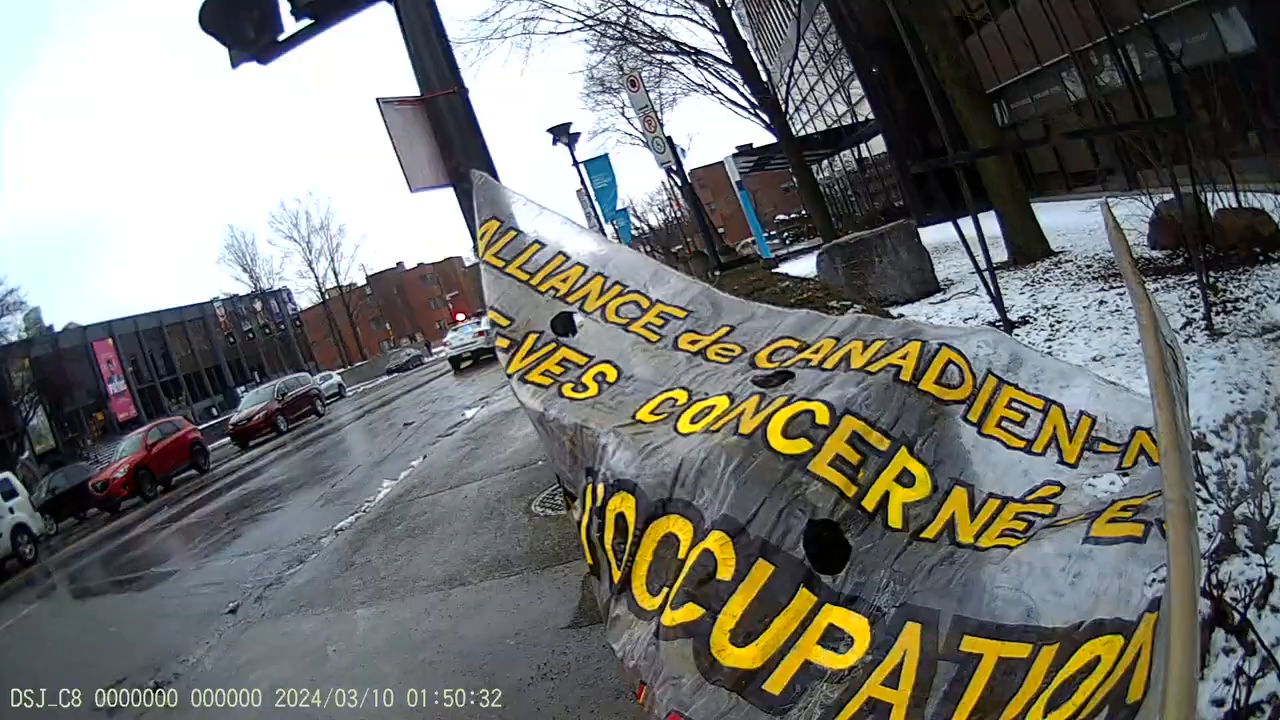 ALLIANCE de CANADIEN-N
E-VES CONCERNÉ-E
l'OCCUPATION
DSJ_C8 0000000 000000 2024/03/10 01:50:32